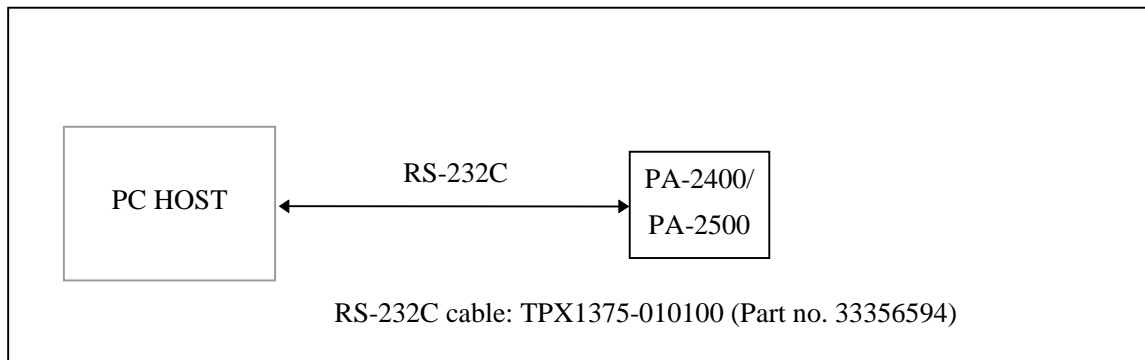 RS-232C
PC HOST
PA-2400/
PA-2500
RS-232C cable: TPX1375-010100 (Part no. 33356594)